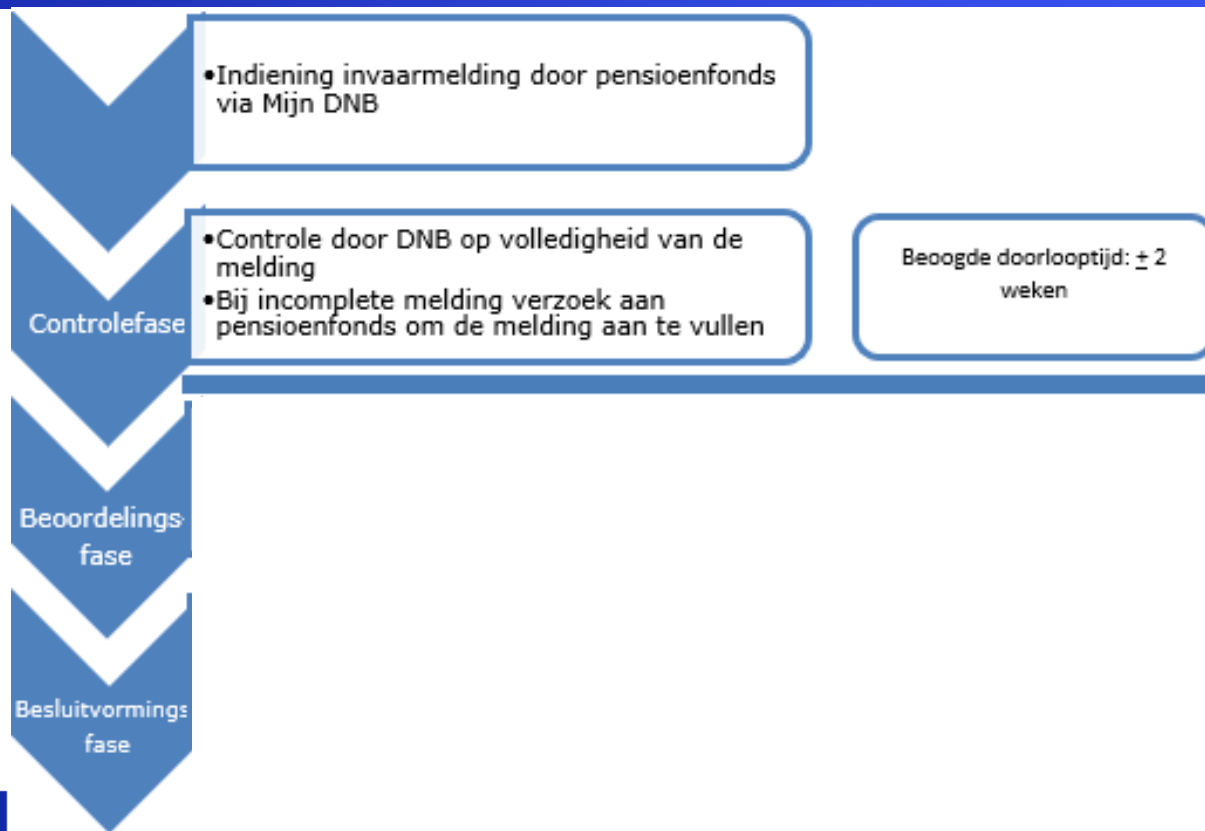 •Indiening invaarmelding door pensioenfonds
via Mijn DNB
Controlefase
•Controle door DNB op volledigheid van de
melding
•Bij incomplete melding verzoek aan
pensioenfonds om de melding aan te vullen
Beoogde doorlooptijd: ± 2
weken
Beoordelings-
fase
Besluitvormings
fase